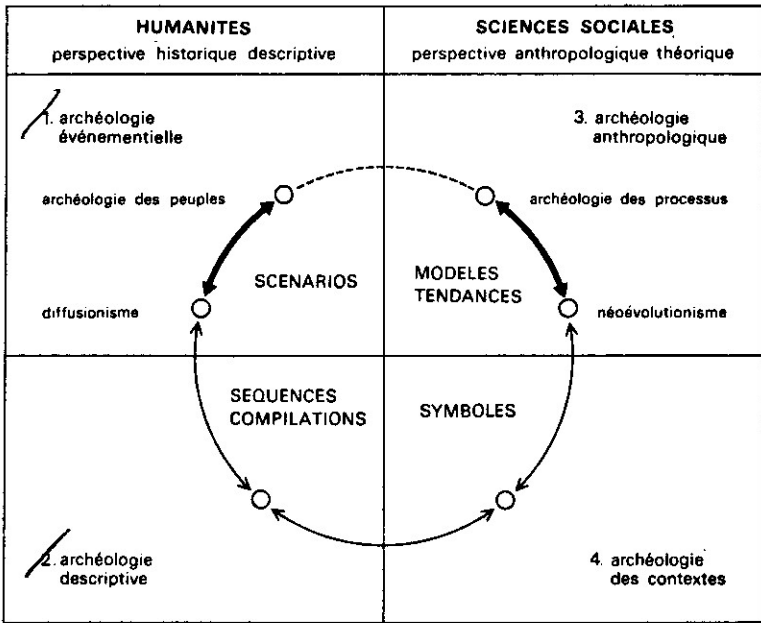 HUMANITES
perspective historique descriptive
SCIENCES SOCIALES
perspective anthropologique théorique
1. archéologie
événementielle
archéologie des peuples
diffusionisme
SCENARIOS
3. archéologie
anthropologique
archéologie des processus
MODELES
TENDANCES
néoévolutionisme
SEQUENCES
COMPILATIONS
2. archéologie
descriptive
SYMBOLES
4. archéologie
des contextes